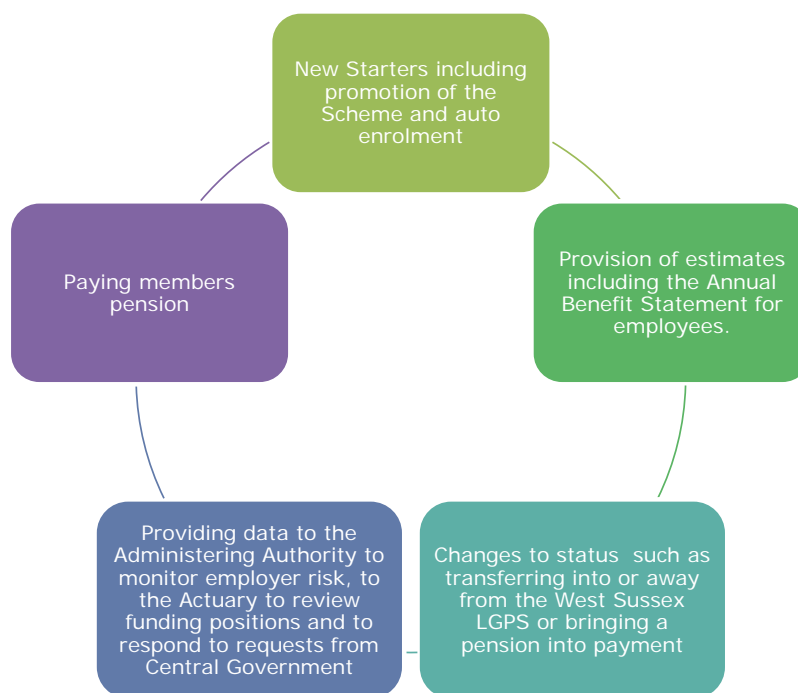 New Starters including
promotion of the
Scheme and auto
enrolment
Provision of estimates
including the Annual
Benefit Statement for
employees.
Changes to status  such as
transferring into or away
from the West Sussex
LGPS or bringing a
pension into payment
Providing data to the
Administering Authority to
monitor employer risk, to
the Actuary to review
funding positions and to
respond to requests from
Central Government
Paying members
pension